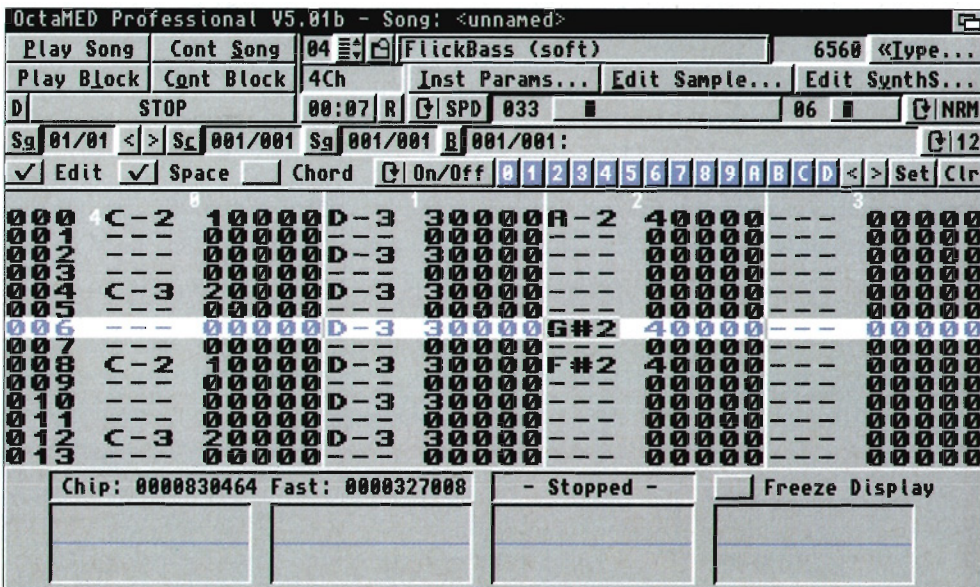 OctaMED Professional V5.01b - Song: <unnamed>
Play Song Cont Song 04 FlickBass (soft) 6560 «Type...
Play Block Cont Block 4Ch Inst Params... Edit Sample... Edit SynthS...
D STOP 00:07 R SPD 033 06 NRM
Sg 01/01 < > Sc 001/001 Sq 001/001 B 001/001: 12
Edit Space Chord On/Off 0 1 2 3 4 5 6 7 8 9 A B C D < > Set Clr
0 1 2 3
000 4 C-2 10000 D-3 30000 A-2 40000 --- 00000
001 --- 00000 --- 00000 --- 00000 --- 00000
002 --- 00000 D-3 30000 --- 00000 --- 00000
003 --- 00000 --- 00000 --- 00000 --- 00000
004 C-3 20000 D-3 30000 --- 00000 --- 00000
005 --- 00000 --- 00000 --- 00000 --- 00000
006 --- 00000 D-3 30000 G#2 40000 --- 00000
007 --- 00000 --- 00000 --- 00000 --- 00000
008 C-2 10000 D-3 30000 F#2 40000 --- 00000
009 --- 00000 --- 00000 --- 00000 --- 00000
010 --- 00000 D-3 30000 --- 00000 --- 00000
011 --- 00000 --- 00000 --- 00000 --- 00000
012 C-3 20000 D-3 30000 --- 00000 --- 00000
013 --- 00000 --- 00000 --- 00000 --- 00000
Chip: 0000830464 Fast: 0000327008 - Stopped - Freeze Display